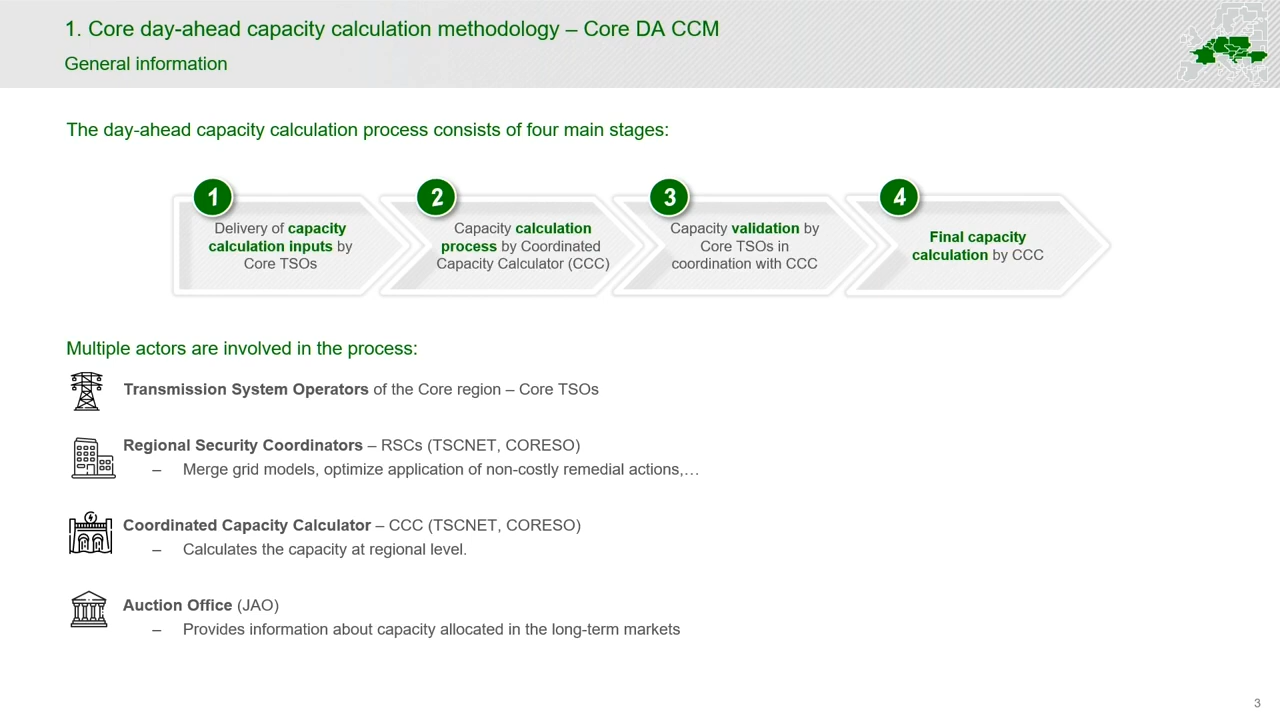 1. Core day-ahead capacity calculation methodology – Core DA CCM
General information
The day-ahead capacity calculation process consists of four main stages:
1
Delivery of capacity
calculation inputs by
Core TSOs
2
Capacity calculation
process by Coordinated
Capacity Calculator (CCC)
3
Capacity validation by
Core TSOs in
coordination with CCC
4
Final capacity
calculation by CCC
Multiple actors are involved in the process:
Transmission System Operators of the Core region – Core TSOs
Regional Security Coordinators – RSCs (TSCNET, CORESO)
– Merge grid models, optimize application of non-costly remedial actions,…
Coordinated Capacity Calculator – CCC (TSCNET, CORESO)
– Calculates the capacity at regional level.
Auction Office (JAO)
– Provides information about capacity allocated in the long-term markets
3